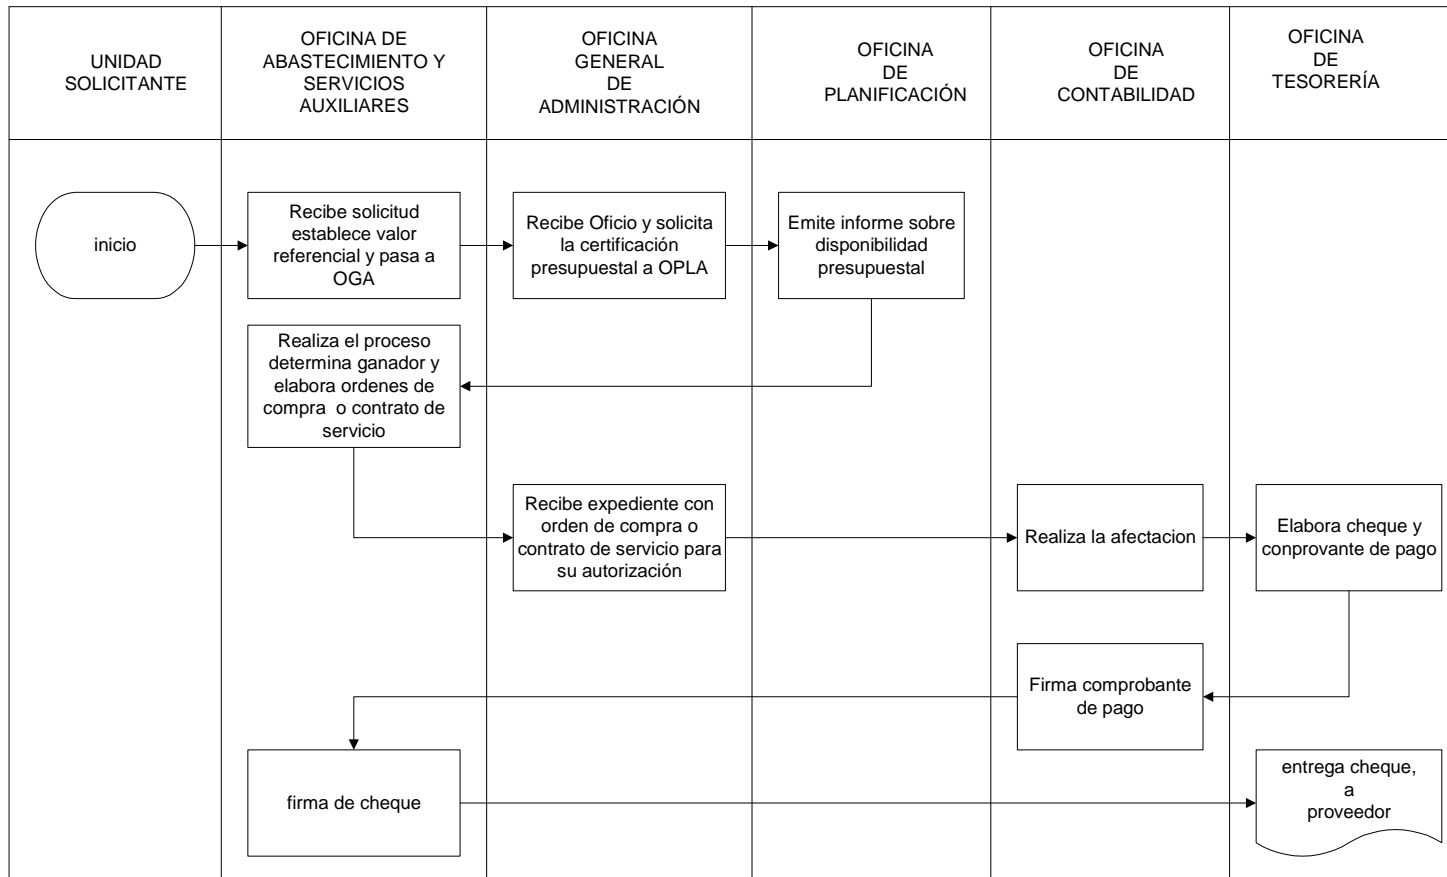 UNIDAD
SOLICITANTE
OFICINA DE
ABASTECIMIENTO Y
SERVICIOS
AUXILIARES
OFICINA
GENERAL
DE
ADMINISTRACIÓN
OFICINA
DE
PLANIFICACIÓN
OFICINA
DE
CONTABILIDAD
OFICINA
DE
TESORERÍA
inicio
Recibe solicitud
establece valor
referencial y pasa a
OGA
Recibe Oficio y solicita
la certificación
presupuestal a OPLA
Emite informe sobre
disponibilidad
presupuestal
Realiza el proceso
determina ganador y
elabora ordenes de
compra o contrato de
servicio
Recibe expediente con
orden de compra o
contrato de servicio para
su autorización
Realiza la afectacion
Elabora cheque y
conprovante de pago
Firma comprobante
de pago
firma de cheque
entrega cheque,
a
proveedor